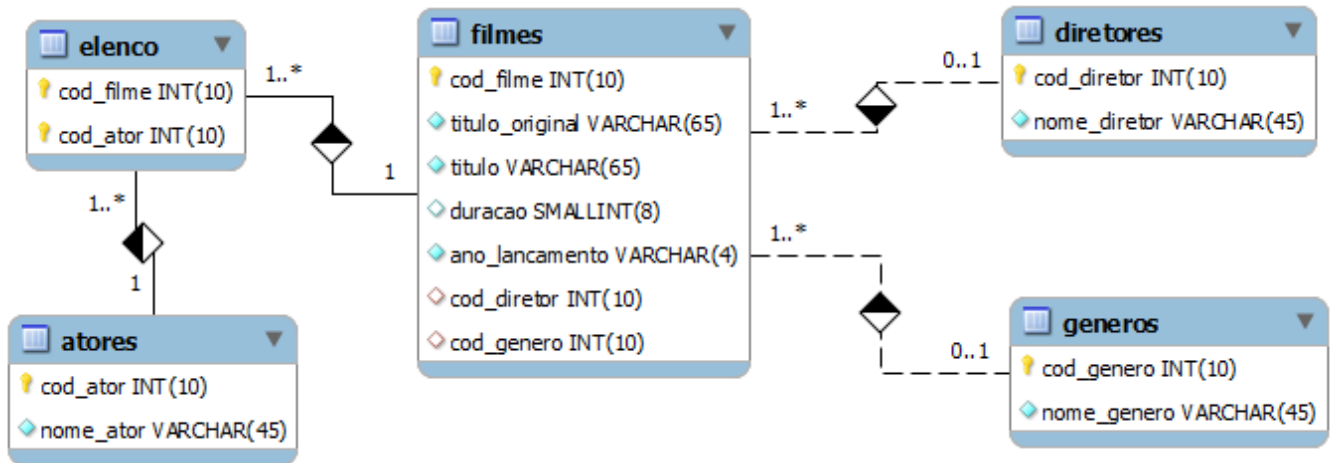 elenco
cod_filme INT(10)
cod_ator INT(10)
1..*
1
1..*
1
atores
cod_ator INT(10)
nome_ator VARCHAR(45)
filmes
cod_filme INT(10)
titulo_original VARCHAR(65)
titulo VARCHAR(65)
duracao SMALLINT(8)
ano_lancamento VARCHAR(4)
cod_diretor INT(10)
cod_genero INT(10)
1..*
0..1
1..*
0..1
diretores
cod_diretor INT(10)
nome_diretor VARCHAR(45)
generos
cod_genero INT(10)
nome_genero VARCHAR(45)